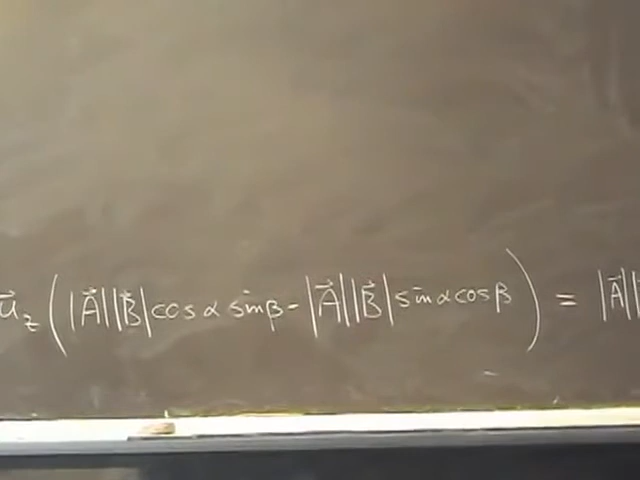 u⃗_z (|A⃗||B⃗|cos α sin β - |A⃗||B⃗|sin α cos β) = |A⃗||